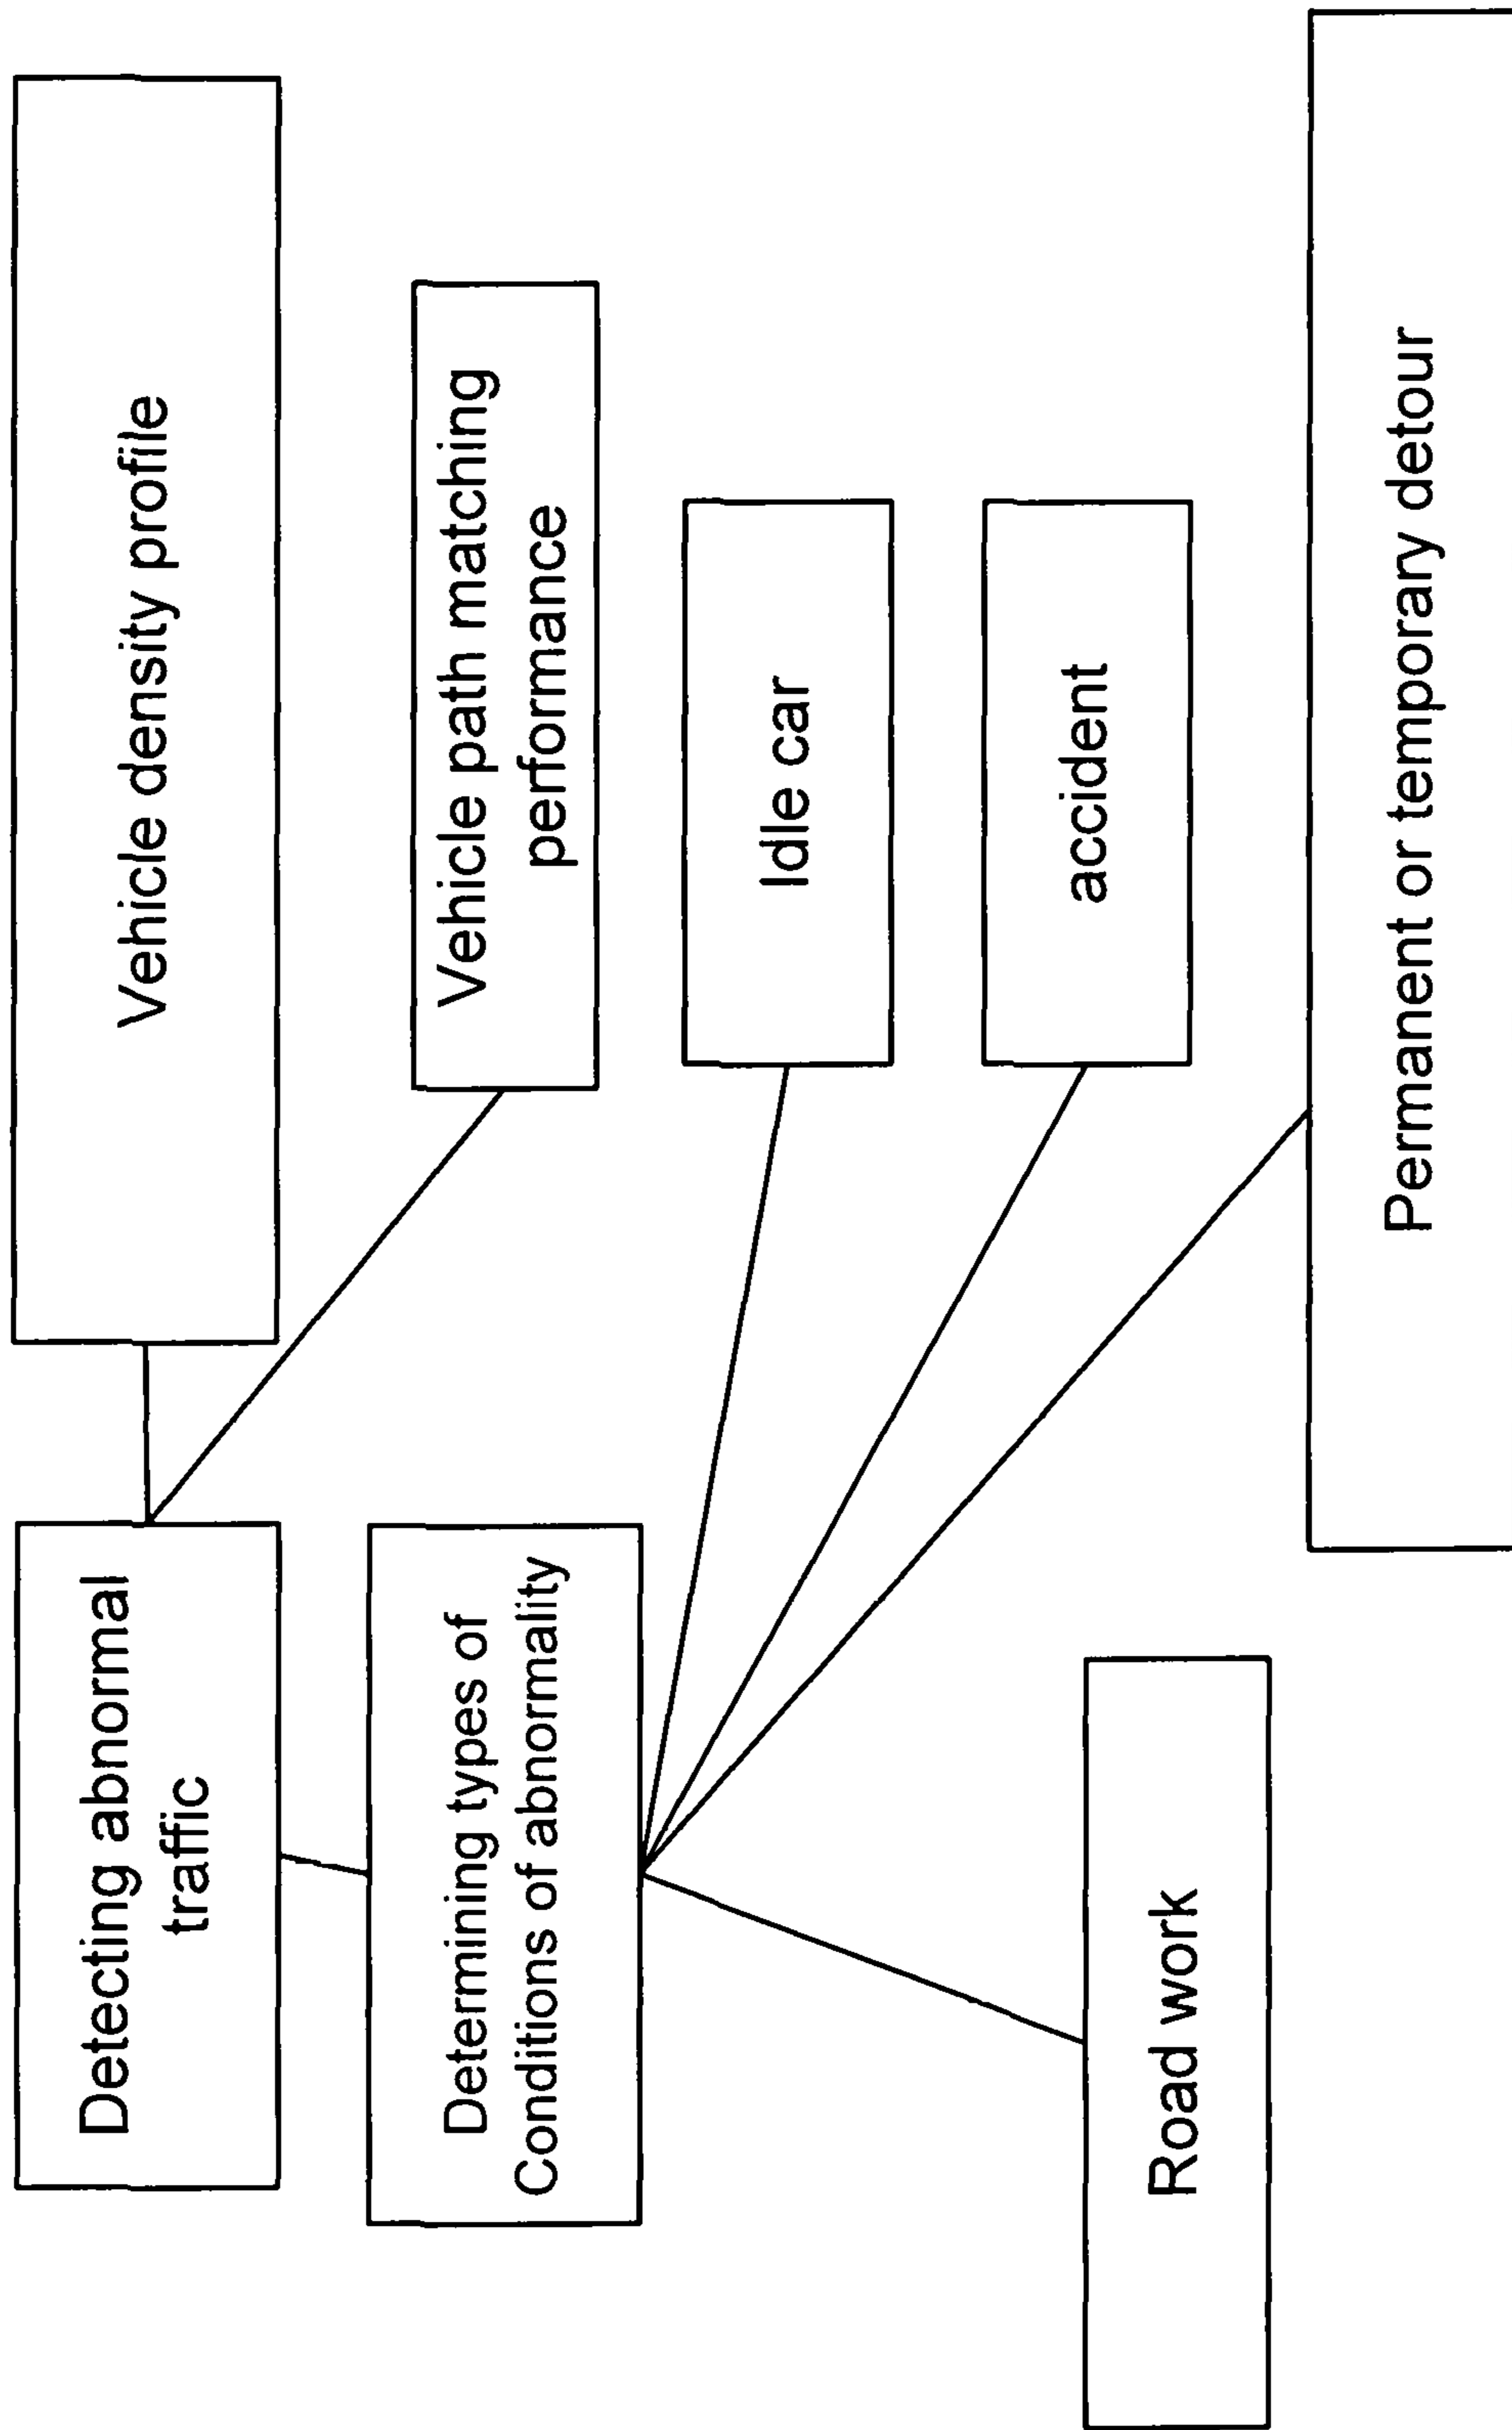 Detecting abnormal
traffic
Vehicle density profile
Determining types of
Conditions of abnormality
Vehicle path matching
performance
Idle car
accident
Road work
Permanent or temporary detour